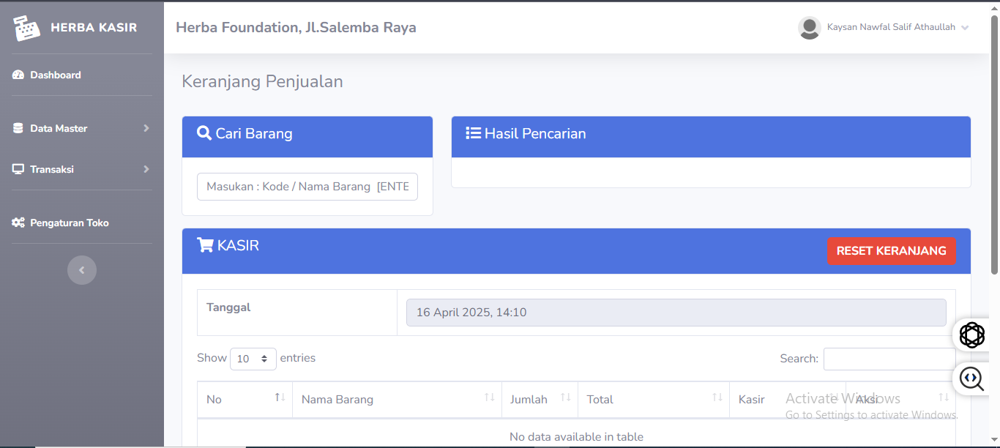 HERBA KASIR
Herba Foundation, Jl.Salemba Raya
Kaysan Nawfal Salif Athaullah
Dashboard
Data Master
Transaksi
Pengaturan Toko
Keranjang Penjualan
Cari Barang
Masukan : Kode / Nama Barang [ENTE
Hasil Pencarian
KASIR
RESET KERANJANG
Tanggal
16 April 2025, 14:10
Show 10 entries
Search:
No Nama Barang Jumlah Total Kasir Aksi
No data available in table
Activate Windows
Go to Settings to activate Windows.